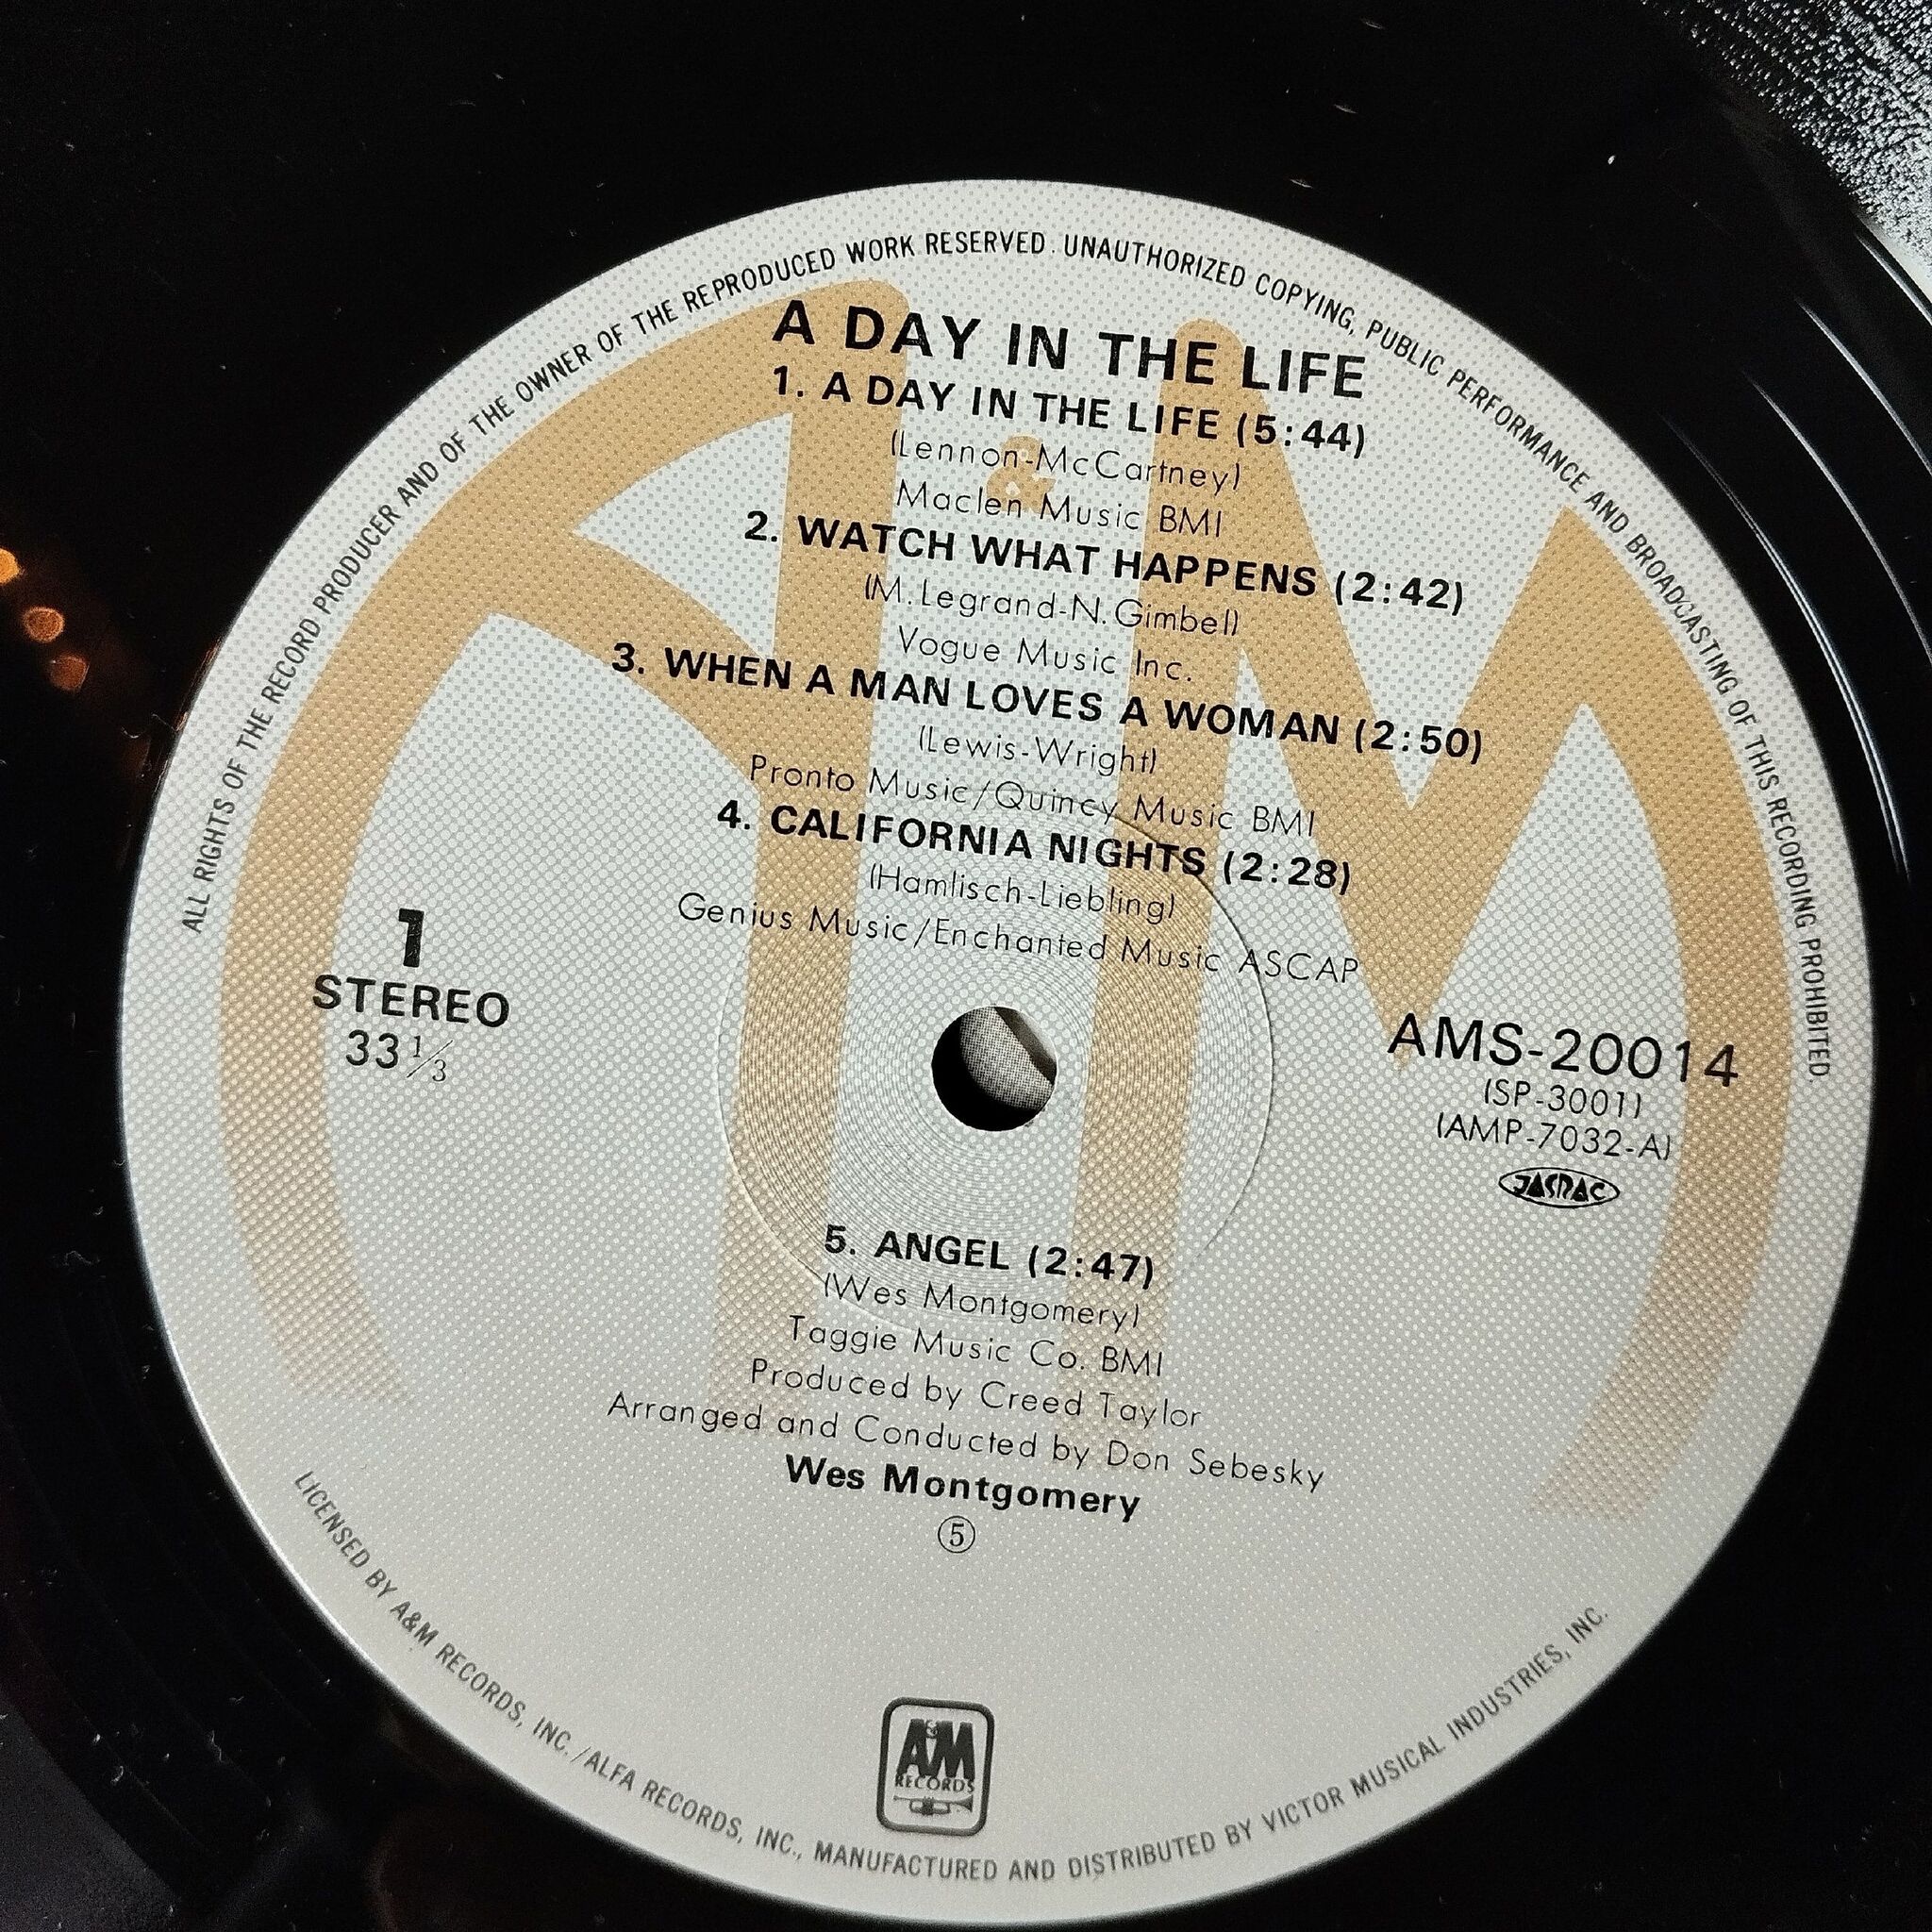 ALL RIGHTS OF THE RECORD PRODUCER AND OF THE OWNER OF THE REPRODUCED WORK RESERVED. UNAUTHORIZED COPYING, PUBLIC PERFORMANCE AND BROADCASTING OF THIS RECORDING PROHIBITED.
A DAY IN THE LIFE
1. A DAY IN THE LIFE (5:44)
(Lennon-McCartney)
&
Maclen Music BMI
2. WATCH WHAT HAPPENS (2:42)
(M.Legrand-N.Gimbell)
Vogue Music Inc.
3. WHEN A MAN LOVES A WOMAN (2:50)
(Lewis-Wright)
Pronto Music/Quincy Music BMI
4. CALIFORNIA NIGHTS (2:28)
(Hamlisch-Liebling)
Genius Music/Enchanted Music ASCAP
1
STEREO
33 1/3
AMS-20014
(SP-3001)
(AMP-7032-A)
JASRAC
5. ANGEL (2:47)
(Wes Montgomery)
Taggie Music Co. BMI
Produced by Creed Taylor
Arranged and Conducted by Don Sebesky
Wes Montgomery
⑤
A&M
RECORDS
LICENSED BY A&M RECORDS, INC./ALFA RECORDS, INC., MANUFACTURED AND DISTRIBUTED BY VICTOR MUSICAL INDUSTRIES, INC.